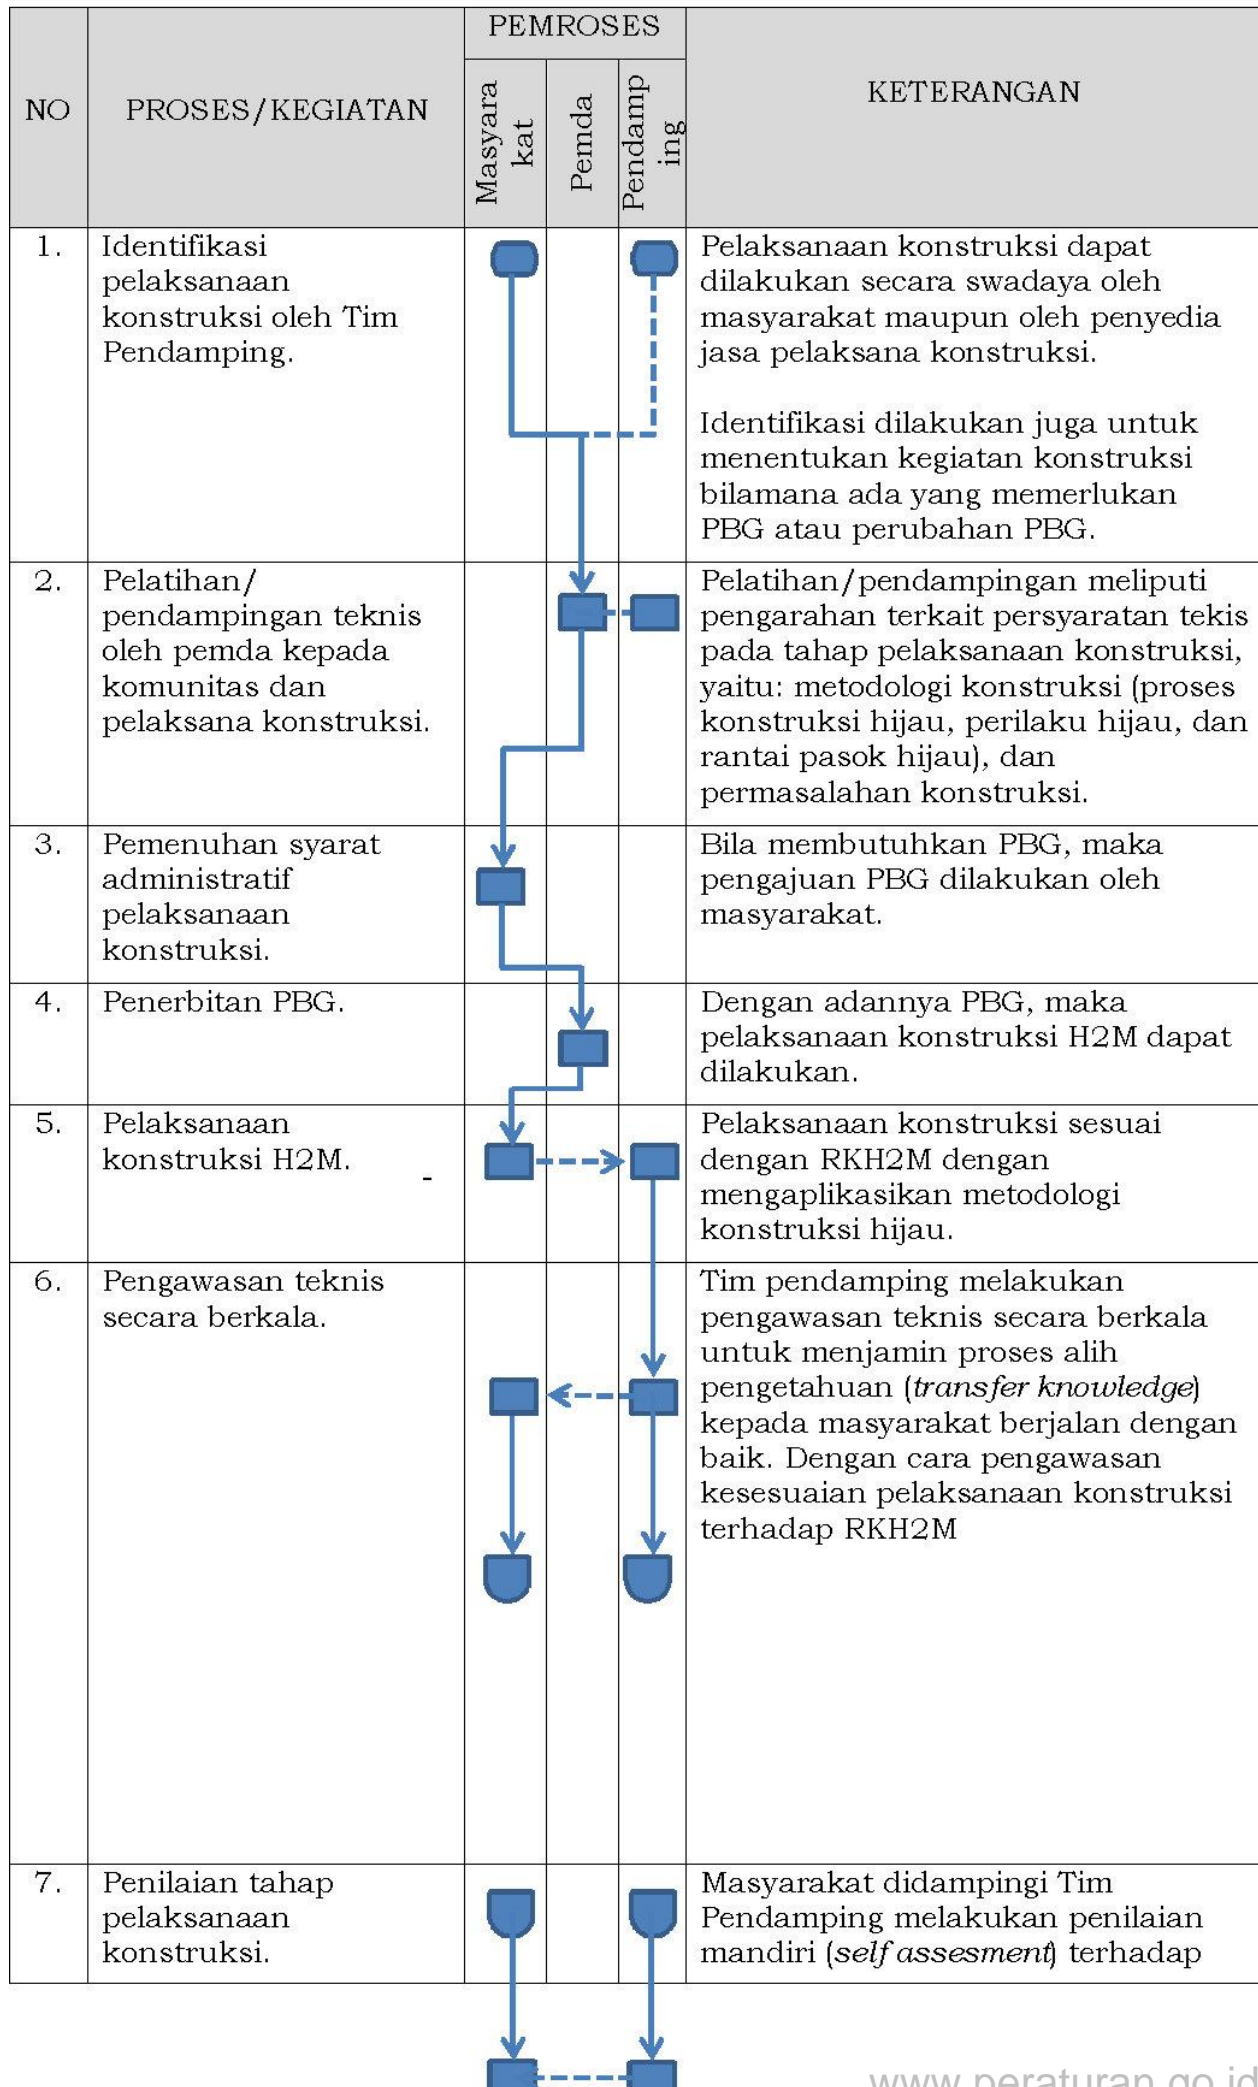 NO
PROSES/KEGIATAN
PEMROSES
Masyara
kat
Pemda
Pendamp
ing
KETERANGAN
1.
Identifikasi
pelaksanaan
konstruksi oleh Tim
Pendamping.
Pelaksanaan konstruksi dapat
dilakukan secara swadaya oleh
masyarakat maupun oleh penyedia
jasa pelaksana konstruksi.
Identifikasi dilakukan juga untuk
menentukan kegiatan konstruksi
bilamana ada yang memerlukan
PBG atau perubahan PBG.
2.
Pelatihan/
pendampingan teknis
oleh pemda kepada
komunitas dan
pelaksana konstruksi.
Pelatihan/pendampingan meliputi
pengarahan terkait persyaratan tekis
pada tahap pelaksanaan konstruksi,
yaitu: metodologi konstruksi (proses
konstruksi hijau, perilaku hijau, dan
rantai pasok hijau), dan
permasalahan konstruksi.
3.
Pemenuhan syarat
administratif
pelaksanaan
konstruksi.
Bila membutuhkan PBG, maka
pengajuan PBG dilakukan oleh
masyarakat.
4.
Penerbitan PBG.
Dengan adannya PBG, maka
pelaksanaan konstruksi H2M dapat
dilakukan.
5.
Pelaksanaan
konstruksi H2M.
-
Pelaksanaan konstruksi sesuai
dengan RKH2M dengan
mengaplikasikan metodologi
konstruksi hijau.
6.
Pengawasan teknis
secara berkala.
Tim pendamping melakukan
pengawasan teknis secara berkala
untuk menjamin proses alih
pengetahuan (transfer knowledge)
kepada masyarakat berjalan dengan
baik. Dengan cara pengawasan
kesesuaian pelaksanaan konstruksi
terhadap RKH2M
7.
Penilaian tahap
pelaksanaan
konstruksi.
Masyarakat didampingi Tim
Pendamping melakukan penilaian
mandiri (self assesment) terhadap
www.peraturan.go.id